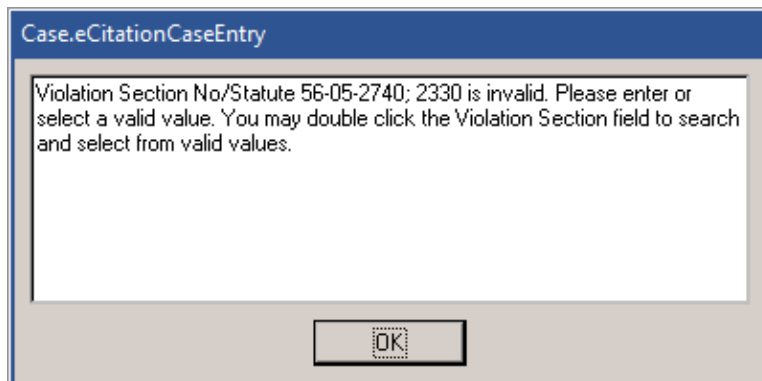 Case.eCitationCaseEntry
Violation Section No/Statute 56-05-2740; 2330 is invalid. Please enter or
select a valid value. You may double click the Violation Section field to search
and select from valid values.
OK